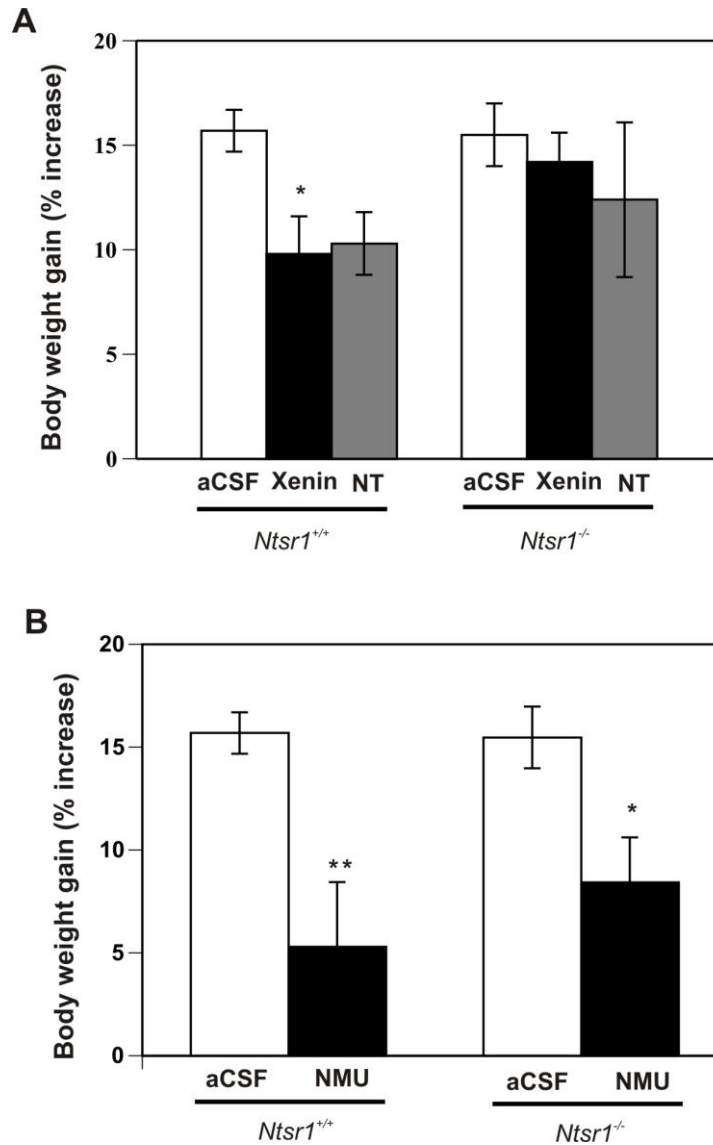 A
Body weight gain (% increase)
20
15
10
5
0
*
aCSF Xenin NT aCSF Xenin NT
Ntsr1+/+ Ntsr1-/-
B
Body weight gain (% increase)
20
15
10
5
0
** *
aCSF NMU aCSF NMU
Ntsr1+/+ Ntsr1-/-